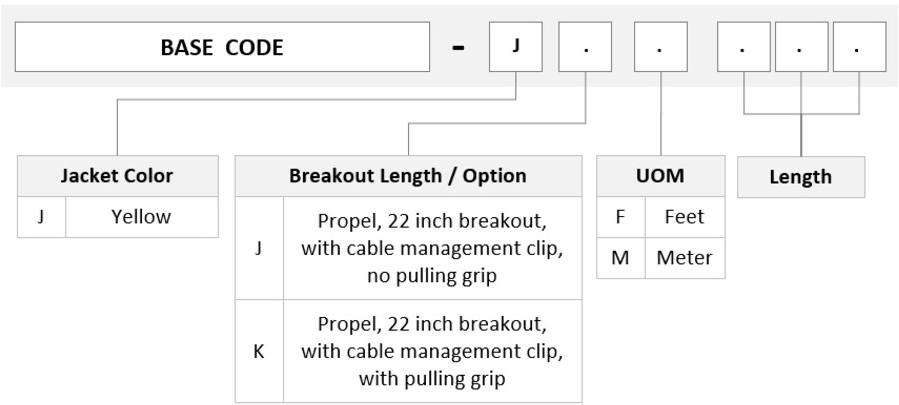 BASE CODE - J . . . . .
Jacket Color
J Yellow
Breakout Length / Option
J Propel, 22 inch breakout,
with cable management clip,
no pulling grip
K Propel, 22 inch breakout,
with cable management clip,
with pulling grip
UOM
F Feet
M Meter
Length